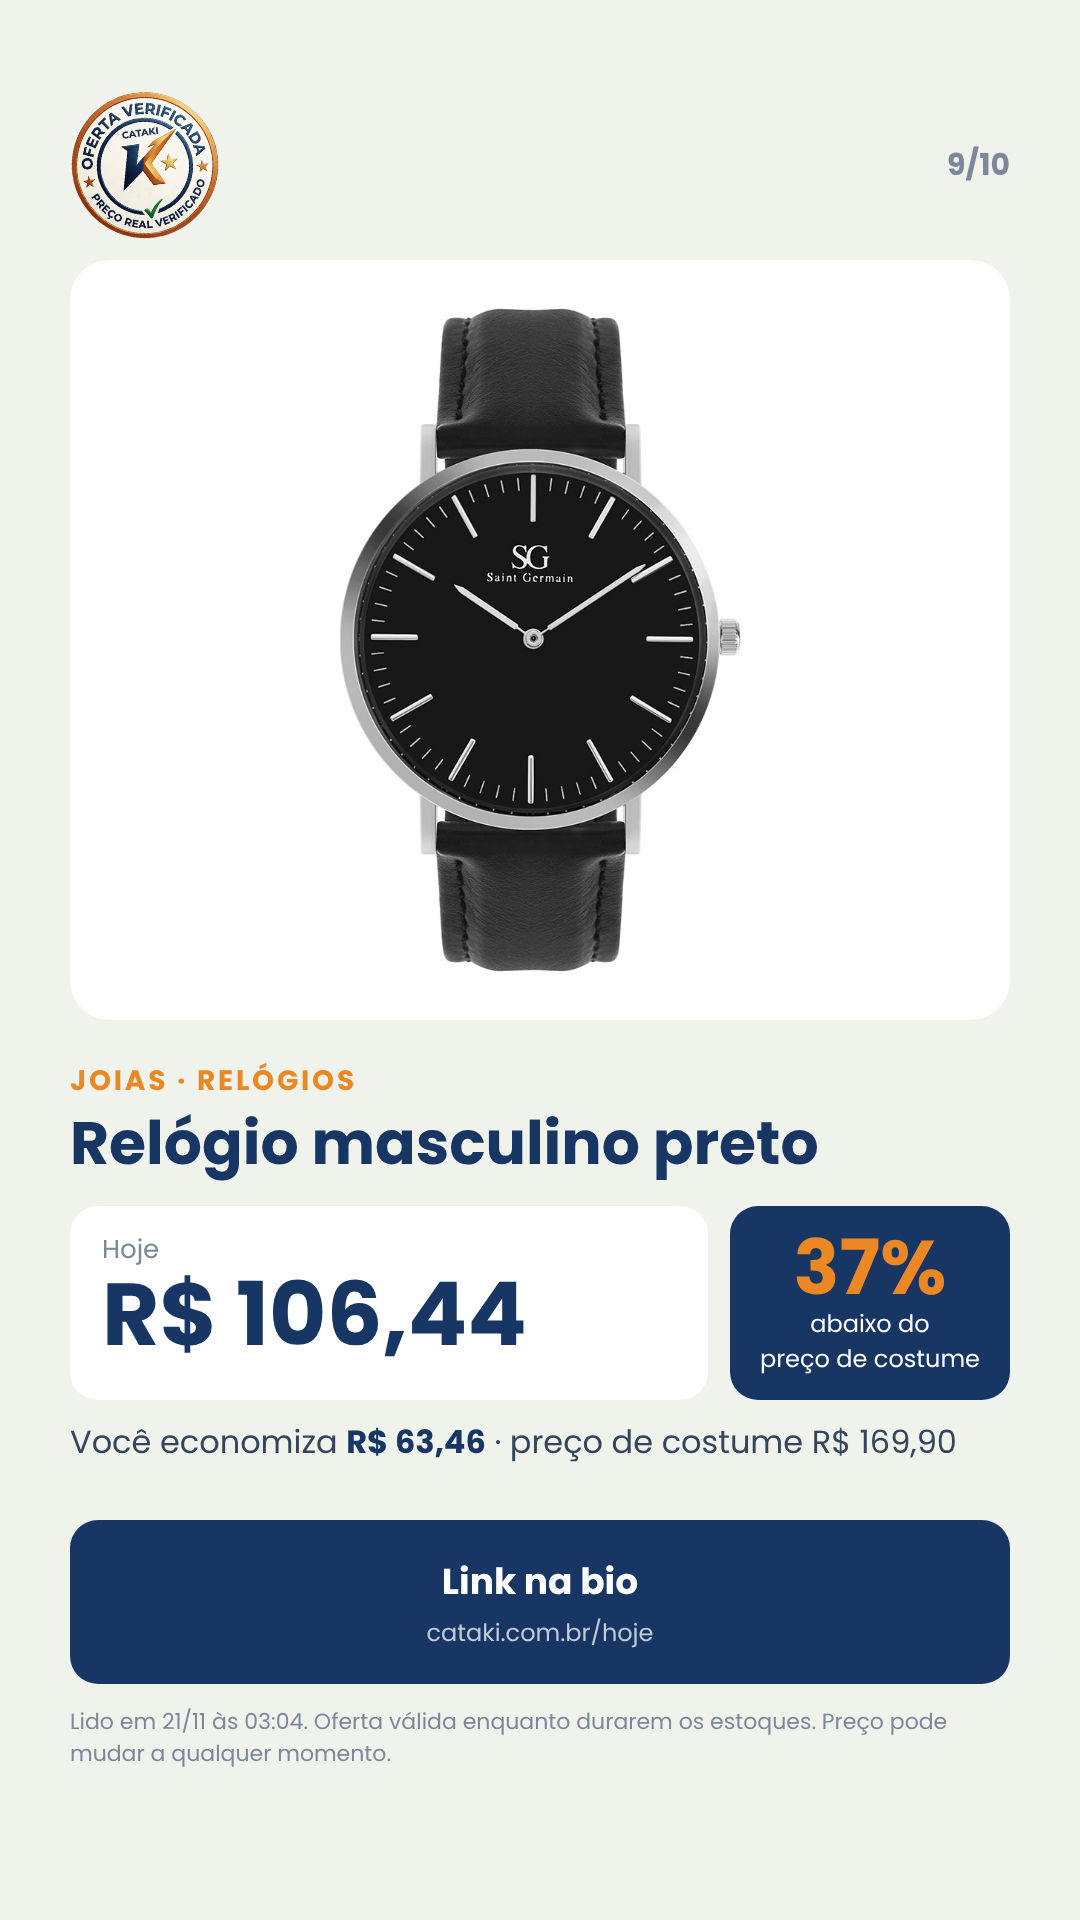 OFERTA VERIFICADA
CATAKI
K
PREÇO REAL VERIFICADO
9/10
SG
Saint Germain
JOIAS · RELÓGIOS
Relógio masculino preto
Hoje
R$ 106,44
37%
abaixo do
preço de costume
Você economiza R$ 63,46 · preço de costume R$ 169,90
Link na bio
cataki.com.br/hoje
Lido em 21/11 às 03:04. Oferta válida enquanto durarem os estoques. Preço pode
mudar a qualquer momento.